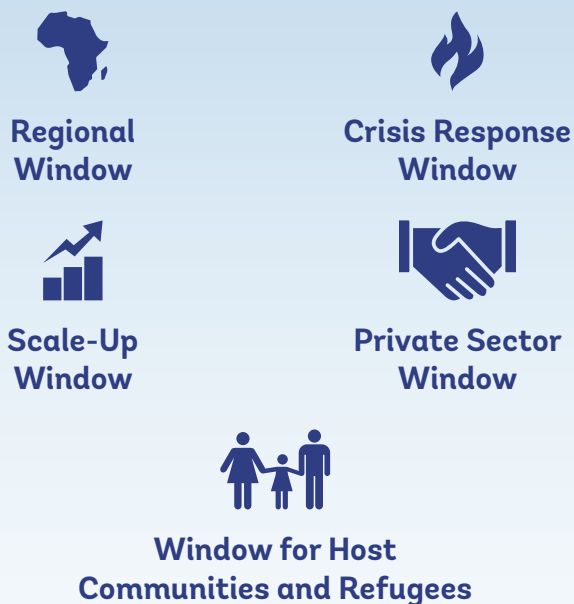 Regional
Window
Crisis Response
Window
Scale-Up
Window
Private Sector
Window
Window for Host
Communities and Refugees